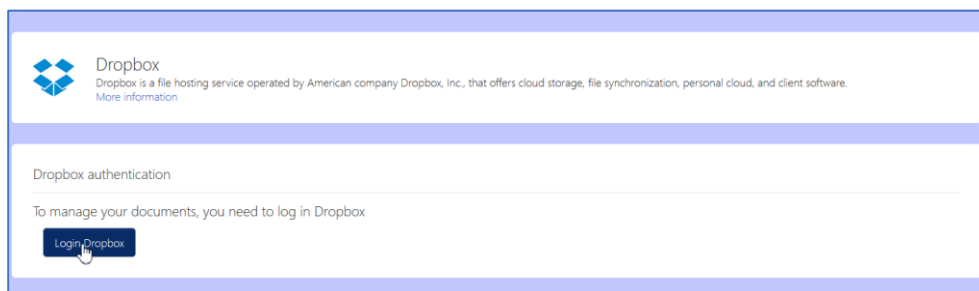 Dropbox
Dropbox is a file hosting service operated by American company Dropbox, Inc., that offers cloud storage, file synchronization, personal cloud, and client software.
More information
Dropbox authentication
To manage your documents, you need to log in Dropbox
Login Dropbox